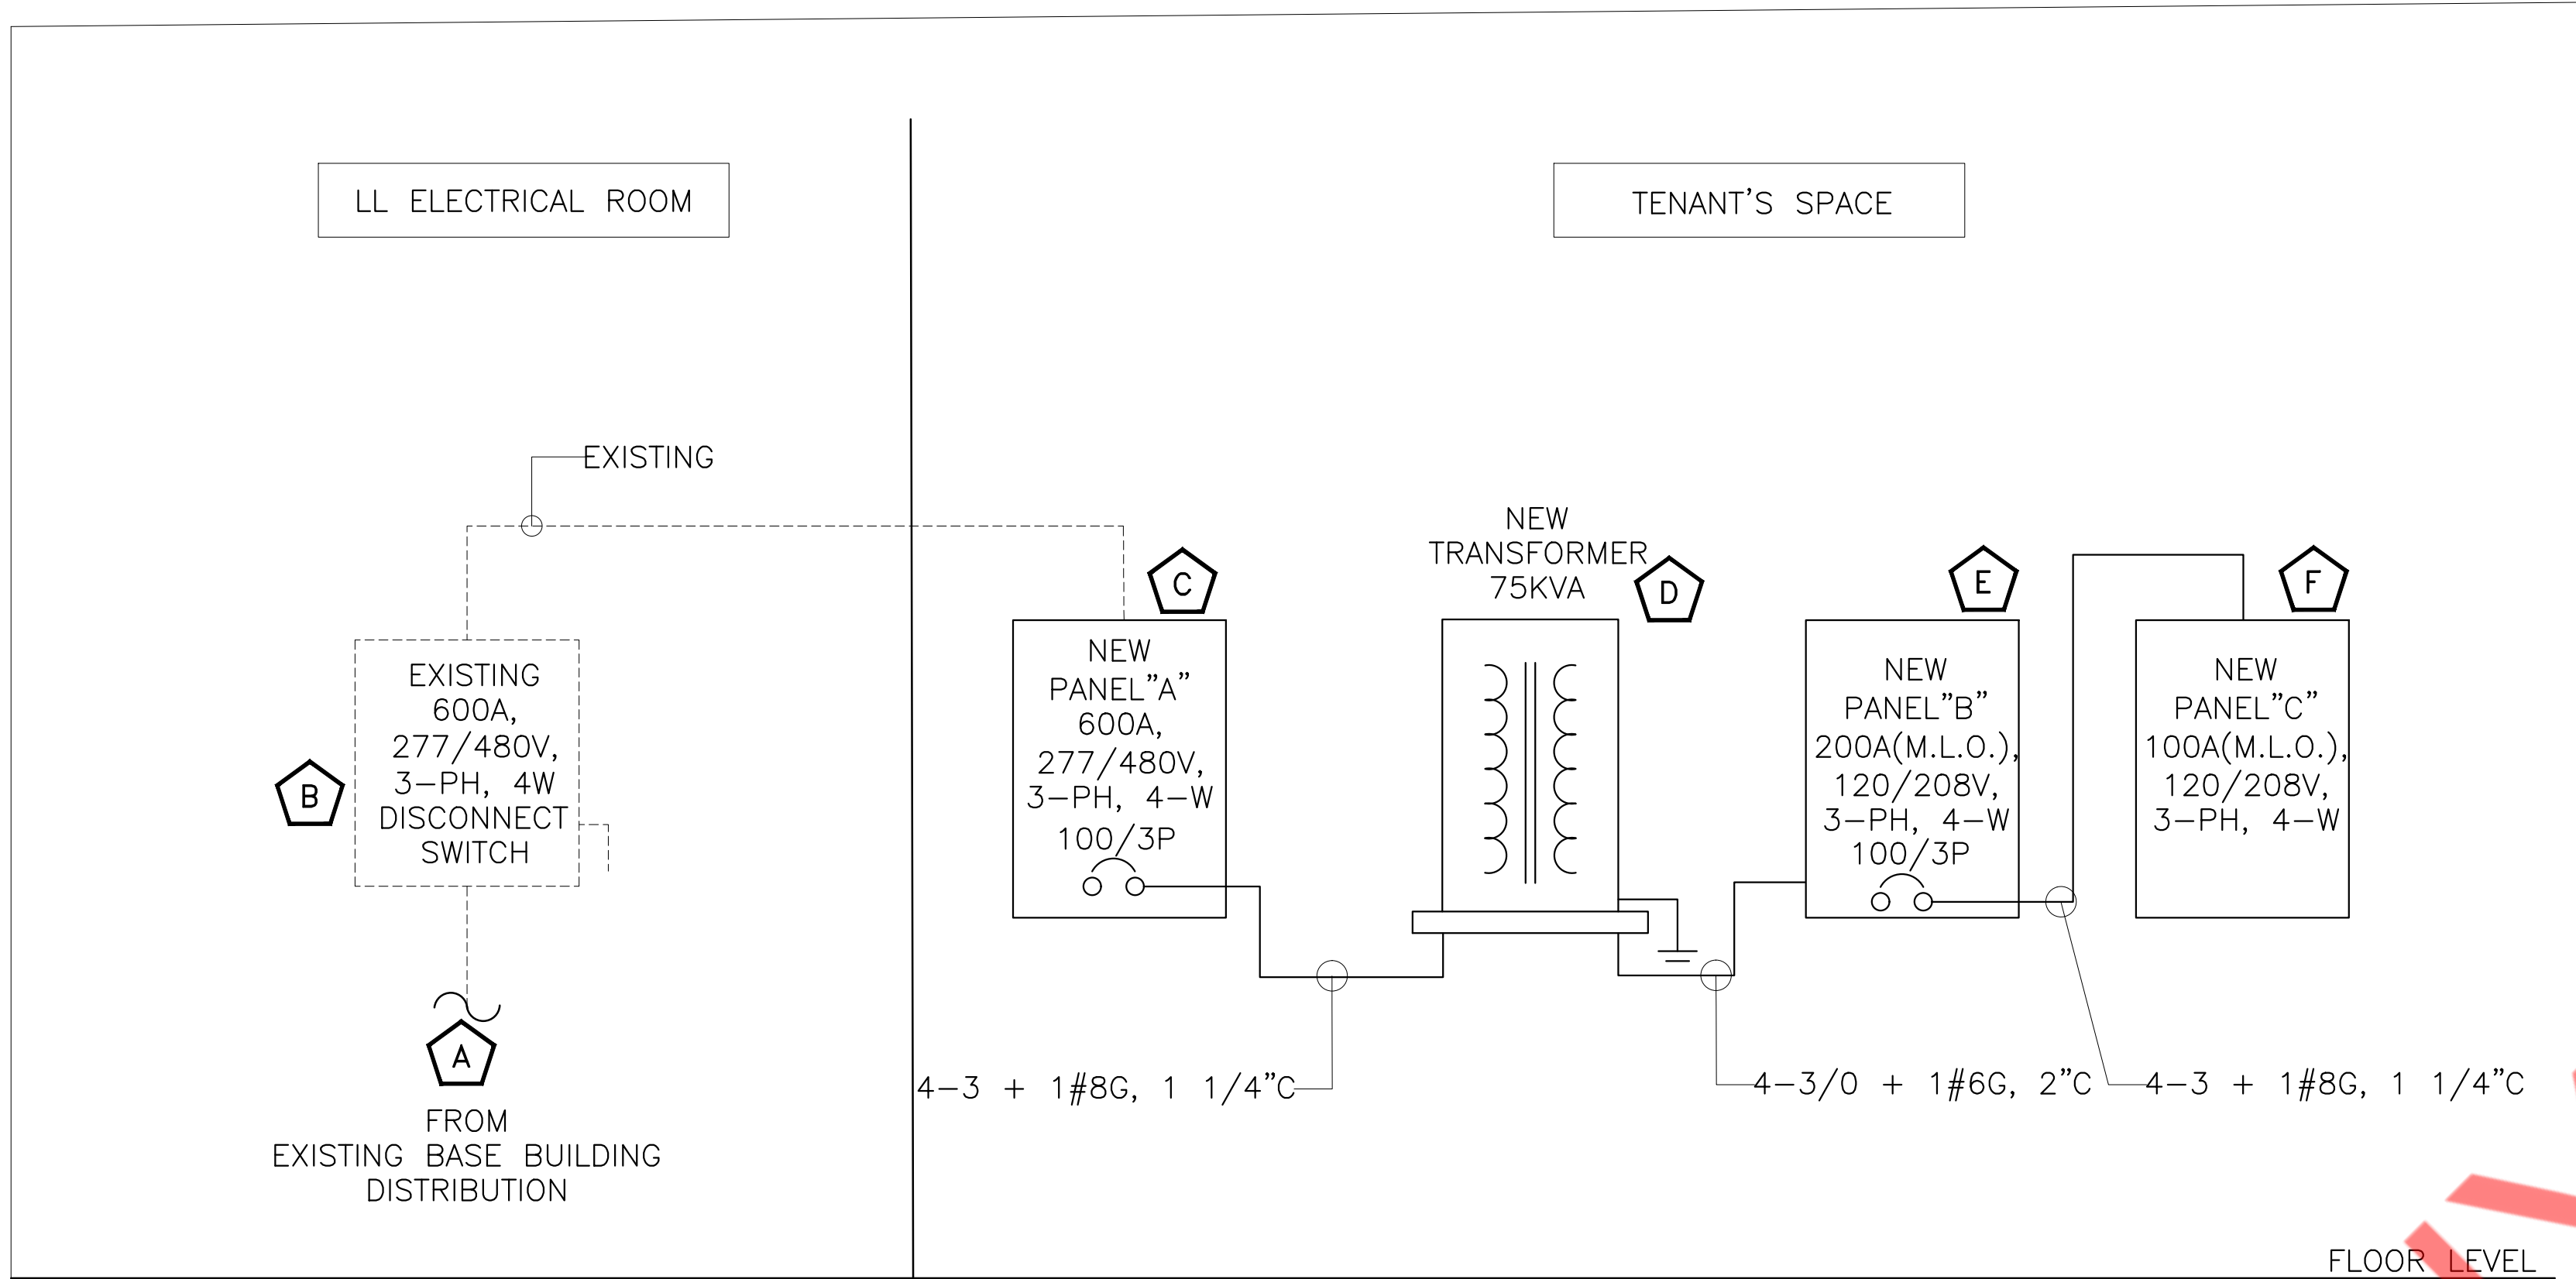 LL ELECTRICAL ROOM
TENANT'S SPACE
EXISTING
EXISTING
600A,
277/480V,
3-PH, 4W
DISCONNECT
SWITCH
B
A
FROM
EXISTING BASE BUILDING
DISTRIBUTION
C
NEW
PANEL"A"
600A,
277/480V,
3-PH, 4-W
100/3P
4-3 + 1#8G, 1 1/4"C
NEW
TRANSFORMER
75KVA
D
4-3/0 + 1#6G, 2"C
E
NEW
PANEL"B"
200A(M.L.O.),
120/208V,
3-PH, 4-W
100/3P
4-3 + 1#8G, 1 1/4"C
F
NEW
PANEL"C"
100A(M.L.O.),
120/208V,
3-PH, 4-W
FLOOR LEVEL